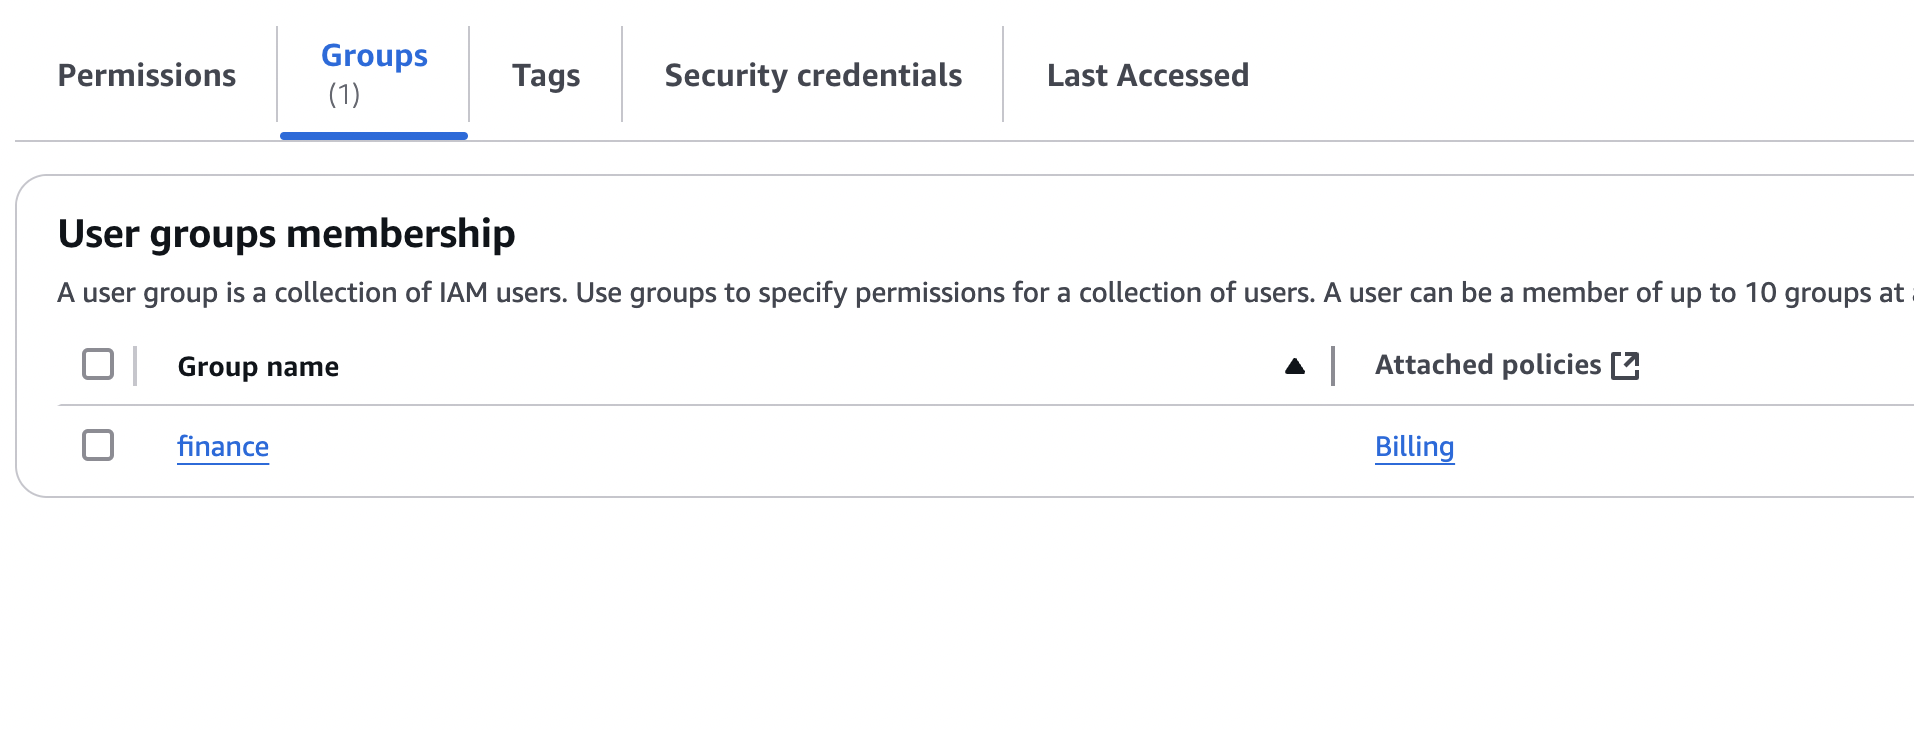 Permissions
Groups
(1)
Tags
Security credentials
Last Accessed
User groups membership
A user group is a collection of IAM users. Use groups to specify permissions for a collection of users. A user can be a member of up to 10 groups at
Group name
Attached policies
finance
Billing